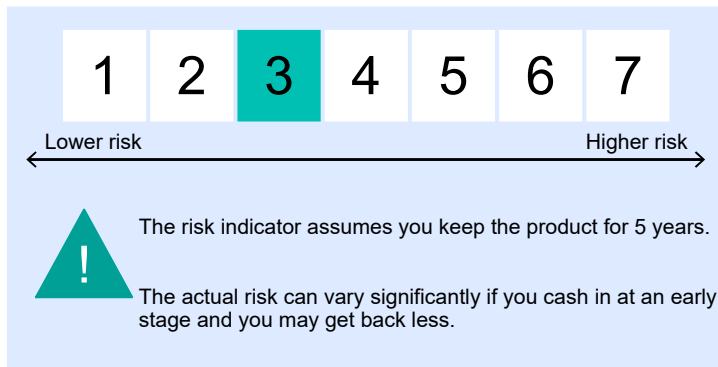 1 2 3 4 5 6 7
Lower risk Higher risk
!
The risk indicator assumes you keep the product for 5 years.
The actual risk can vary significantly if you cash in at an early
stage and you may get back less.